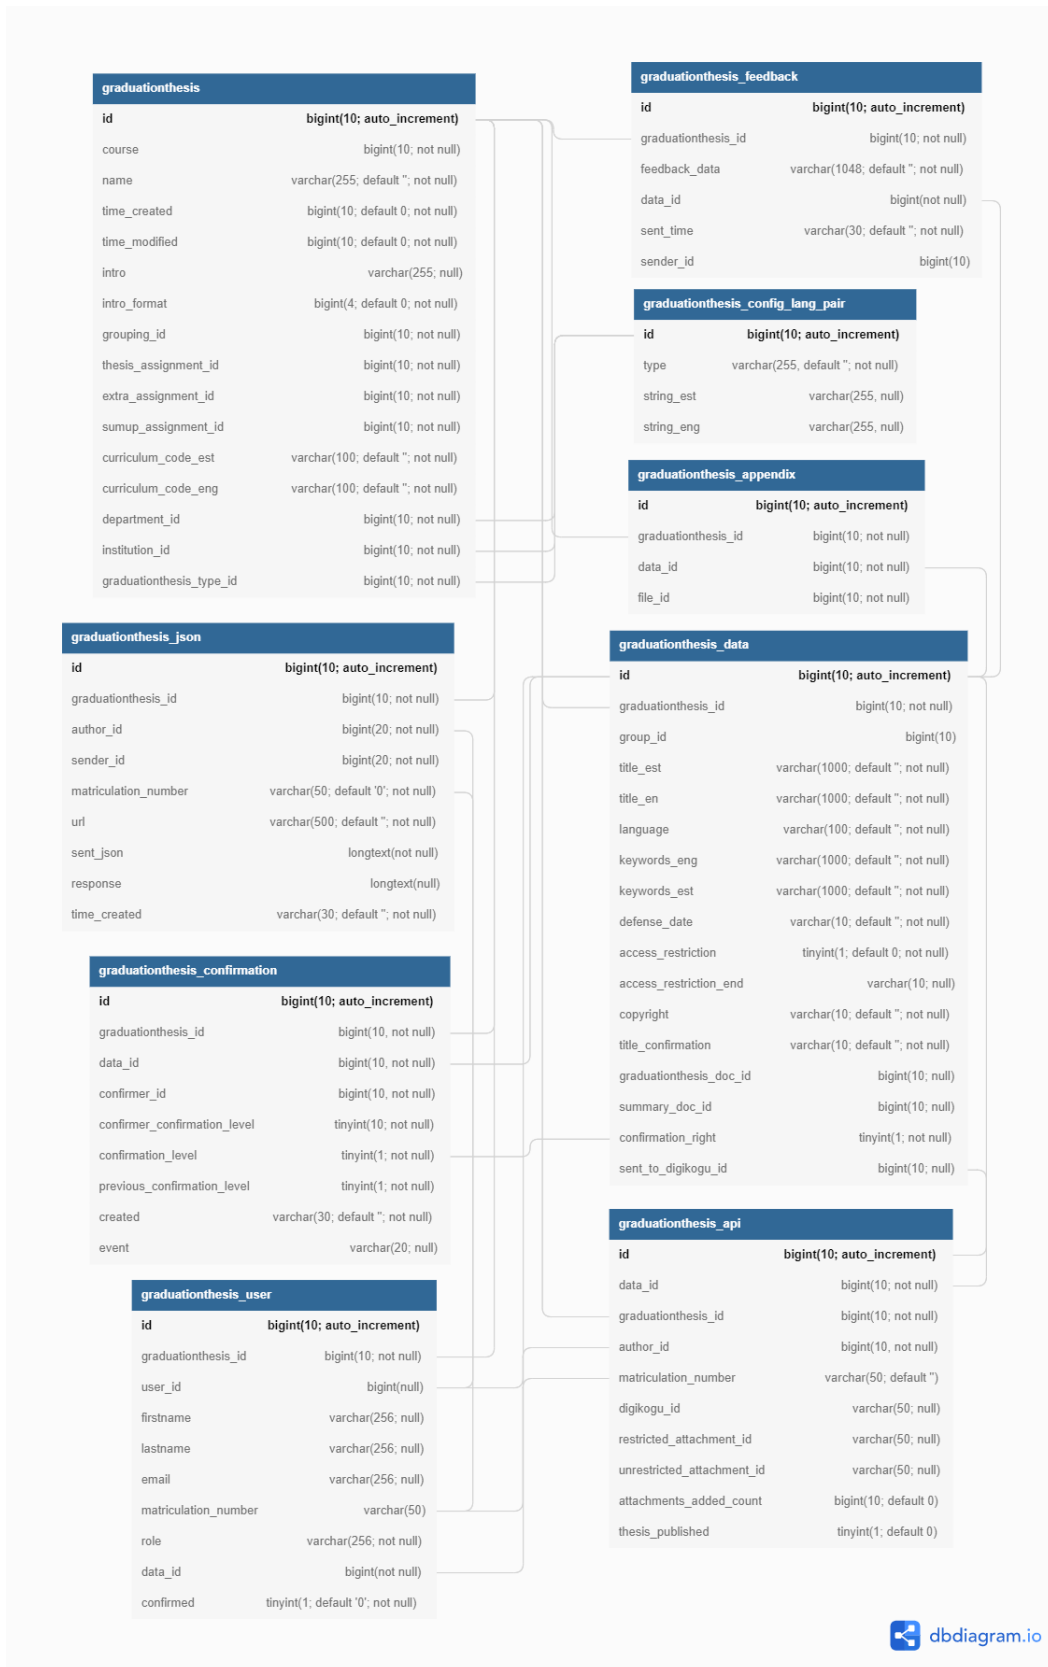 graduationthesis
id bigint(10; auto_increment)
course bigint(10; not null)
name varchar(255; default ''; not null)
time_created bigint(10; default 0; not null)
time_modified bigint(10; default 0; not null)
intro varchar(255; null)
intro_format bigint(4; default 0; not null)
grouping_id bigint(10; not null)
thesis_assignment_id bigint(10; not null)
extra_assignment_id bigint(10; not null)
sumup_assignment_id bigint(10; not null)
curriculum_code_est varchar(100; default ''; not null)
curriculum_code_eng varchar(100; default ''; not null)
department_id bigint(10; not null)
institution_id bigint(10; not null)
graduationthesis_type_id bigint(10; not null)
graduationthesis_json
id bigint(10; auto_increment)
graduationthesis_id bigint(10; not null)
author_id bigint(20; not null)
sender_id bigint(20; not null)
matriculation_number varchar(50; default '0'; not null)
url varchar(500; default ''; not null)
sent_json longtext(not null)
response longtext(null)
time_created varchar(30; default ''; not null)
graduationthesis_confirmation
id bigint(10; auto_increment)
graduationthesis_id bigint(10, not null)
data_id bigint(10, not null)
confirmer_id bigint(10, not null)
confirmer_confirmation_level tinyint(10; not null)
confirmation_level tinyint(1; not null)
previous_confirmation_level tinyint(1; not null)
created varchar(30; default ''; not null)
event varchar(20; null)
graduationthesis_user
id bigint(10; auto_increment)
graduationthesis_id bigint(10; not null)
user_id bigint(null)
firstname varchar(256; null)
lastname varchar(256; null)
email varchar(256; null)
matriculation_number varchar(50)
role varchar(256; not null)
data_id bigint(not null)
confirmed tinyint(1; default '0'; not null)
graduationthesis_feedback
id bigint(10; auto_increment)
graduationthesis_id bigint(10; not null)
feedback_data varchar(1048; default ''; not null)
data_id bigint(not null)
sent_time varchar(30; default ''; not null)
sender_id bigint(10)
graduationthesis_config_lang_pair
id bigint(10; auto_increment)
type varchar(255, default ''; not null)
string_est varchar(255, null)
string_eng varchar(255, null)
graduationthesis_appendix
id bigint(10; auto_increment)
graduationthesis_id bigint(10; not null)
data_id bigint(10; not null)
file_id bigint(10; not null)
graduationthesis_data
id bigint(10; auto_increment)
graduationthesis_id bigint(10; not null)
group_id bigint(10)
title_est varchar(1000; default ''; not null)
title_en varchar(1000; default ''; not null)
language varchar(100; default ''; not null)
keywords_eng varchar(1000; default ''; not null)
keywords_est varchar(1000; default ''; not null)
defense_date varchar(10; default ''; not null)
access_restriction tinyint(1; default 0; not null)
access_restriction_end varchar(10; null)
copyright varchar(10; default ''; not null)
title_confirmation varchar(10; default ''; not null)
graduationthesis_doc_id bigint(10; null)
summary_doc_id bigint(10; null)
confirmation_right tinyint(1; not null)
sent_to_digikogu_id bigint(10; null)
graduationthesis_api
id bigint(10; auto_increment)
data_id bigint(10; not null)
graduationthesis_id bigint(10; not null)
author_id bigint(10, not null)
matriculation_number varchar(50; default '')
digikogu_id varchar(50; null)
restricted_attachment_id varchar(50; null)
unrestricted_attachment_id varchar(50; null)
attachments_added_count bigint(10; default 0)
thesis_published tinyint(1; default 0)
dbdiagram.io